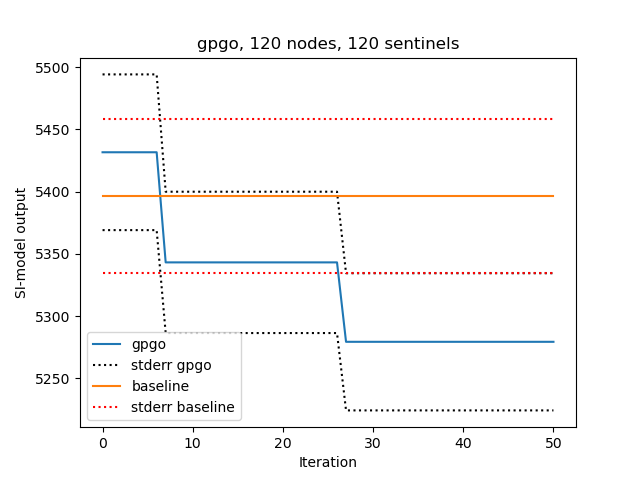 gpgo, 120 nodes, 120 sentinels
5500
5450
5400
5350
5300
5250
SI-model output
gpgo
stderr gpgo
baseline
stderr baseline
0 10 20 30 40 50
Iteration